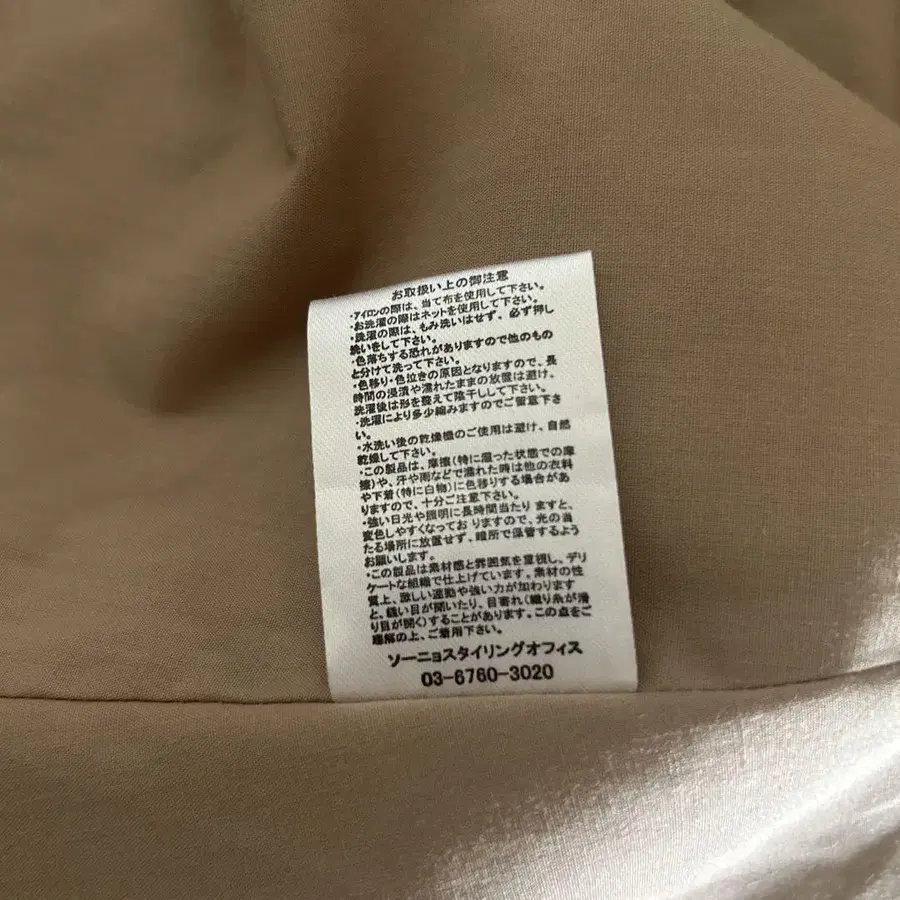 お取扱い上の御注意
・アイロンの際は、当て布を使用して下さい。
・お洗濯の際はネットを使用して下さい。
・洗濯の際は、もみ洗いはせず、必ず押し
洗いをして下さい。
・色落ちする恐れがありますので他のもの
と分けて洗って下さい。
・色移り・色泣きの原因となりますので、長
時間の浸漬や濡れたままの放置は避け、
洗濯後は形を整えて陰干しして下さい。
・洗濯により多少縮みますのでご留意下さ
い。
・水洗い後の乾燥機のご使用は避け、自然
乾燥して下さい。
・この製品は、摩擦(特に湿った状態での摩
擦)や、汗や雨などで濡れた時は他の衣料
や下着(特に白物)に色移りする場合があ
りますので、十分ご注意下さい。
・強い日光や照明に長時間当たり ますと、
変色しやすくなってお りますので、光の当
たる場所に放置せず、暗所で保管するよう
お願いします。
・この製品は素材感と雰囲気を重視し、デリ
ケートな組織で仕上げています。素材の性
質上、激しい運動や強い力が加わります
と、縫い目が開いたり、目寄れ(織り糸が滑
り目が開く)することがあります。この点をご
理解の上、ご着用下さい。
ソーニョスタイリングオフィス
03-6760-3020